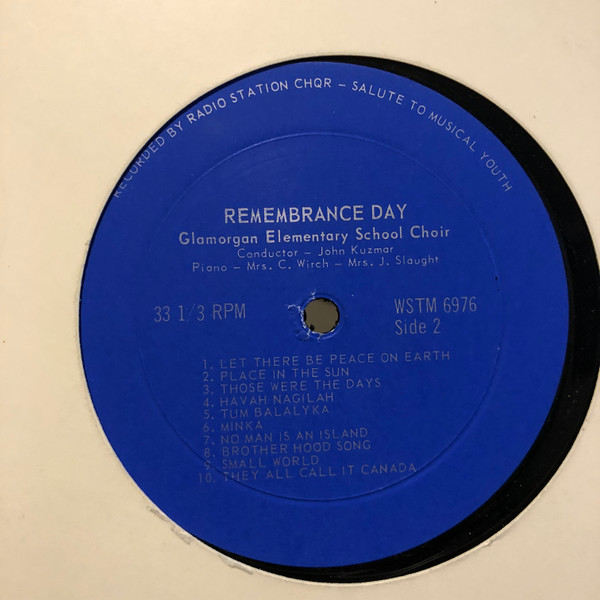 RECORDED BY RADIO STATION CHQR – SALUTE TO MUSICAL YOUTH
REMEMBRANCE DAY
Glamorgan Elementary School Choir
Conductor – John Kuzmar
Piano – Mrs. C. Wirch – Mrs. J. Slaught
33 1/3 RPM
WSTM 6976
Side 2
1. LET THERE BE PEACE ON EARTH
2. PLACE IN THE SUN
3. THOSE WERE THE DAYS
4. HAVAH NAGILAH
5. TUM BALALYKA
6. MINKA
7. NO MAN IS AN ISLAND
8. BROTHER HOOD SONG
9. SMALL WORLD
10. THEY ALL CALL IT CANADA